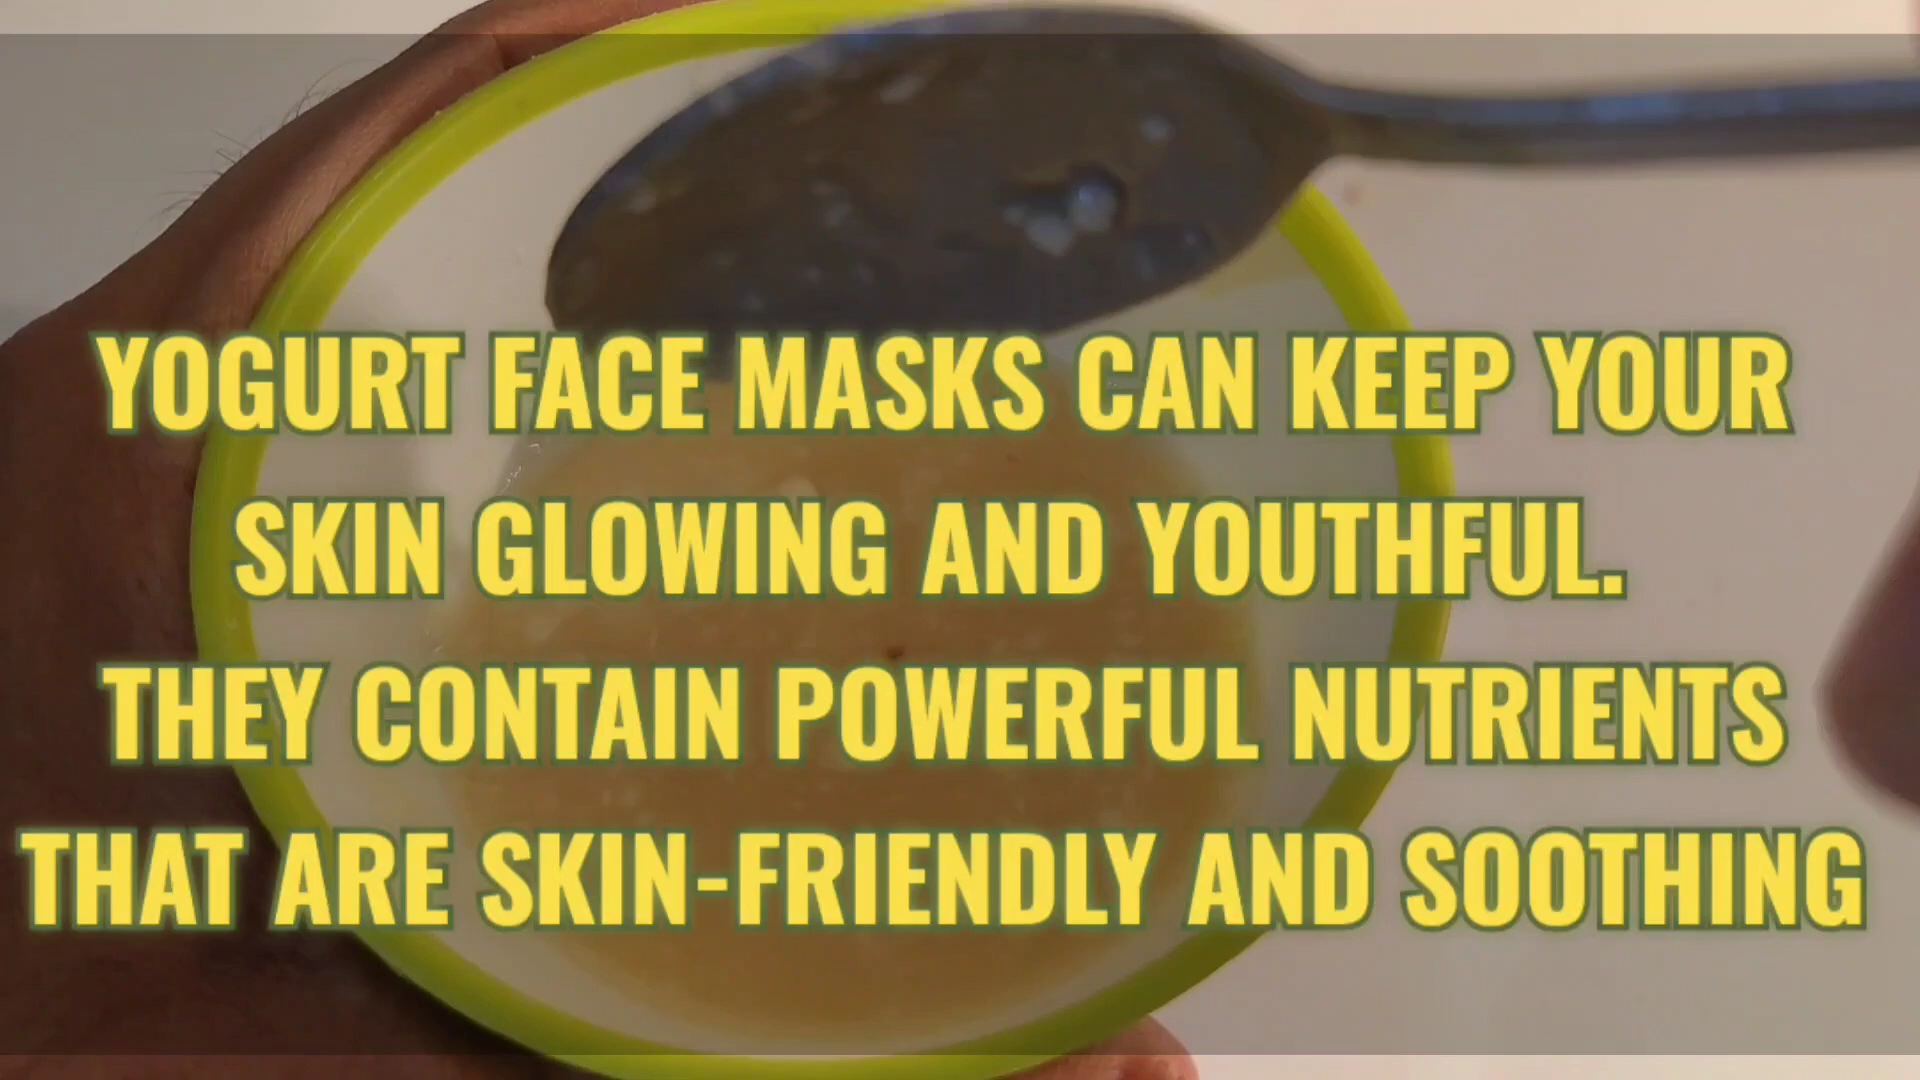 YOGURT FACE MASKS CAN KEEP YOUR
SKIN GLOWING AND YOUTHFUL.
THEY CONTAIN POWERFUL NUTRIENTS
THAT ARE SKIN-FRIENDLY AND SOOTHING